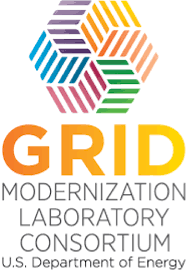 GRID
MODERNIZATION
LABORATORY
CONSORTIUM
U.S. Department of Energy